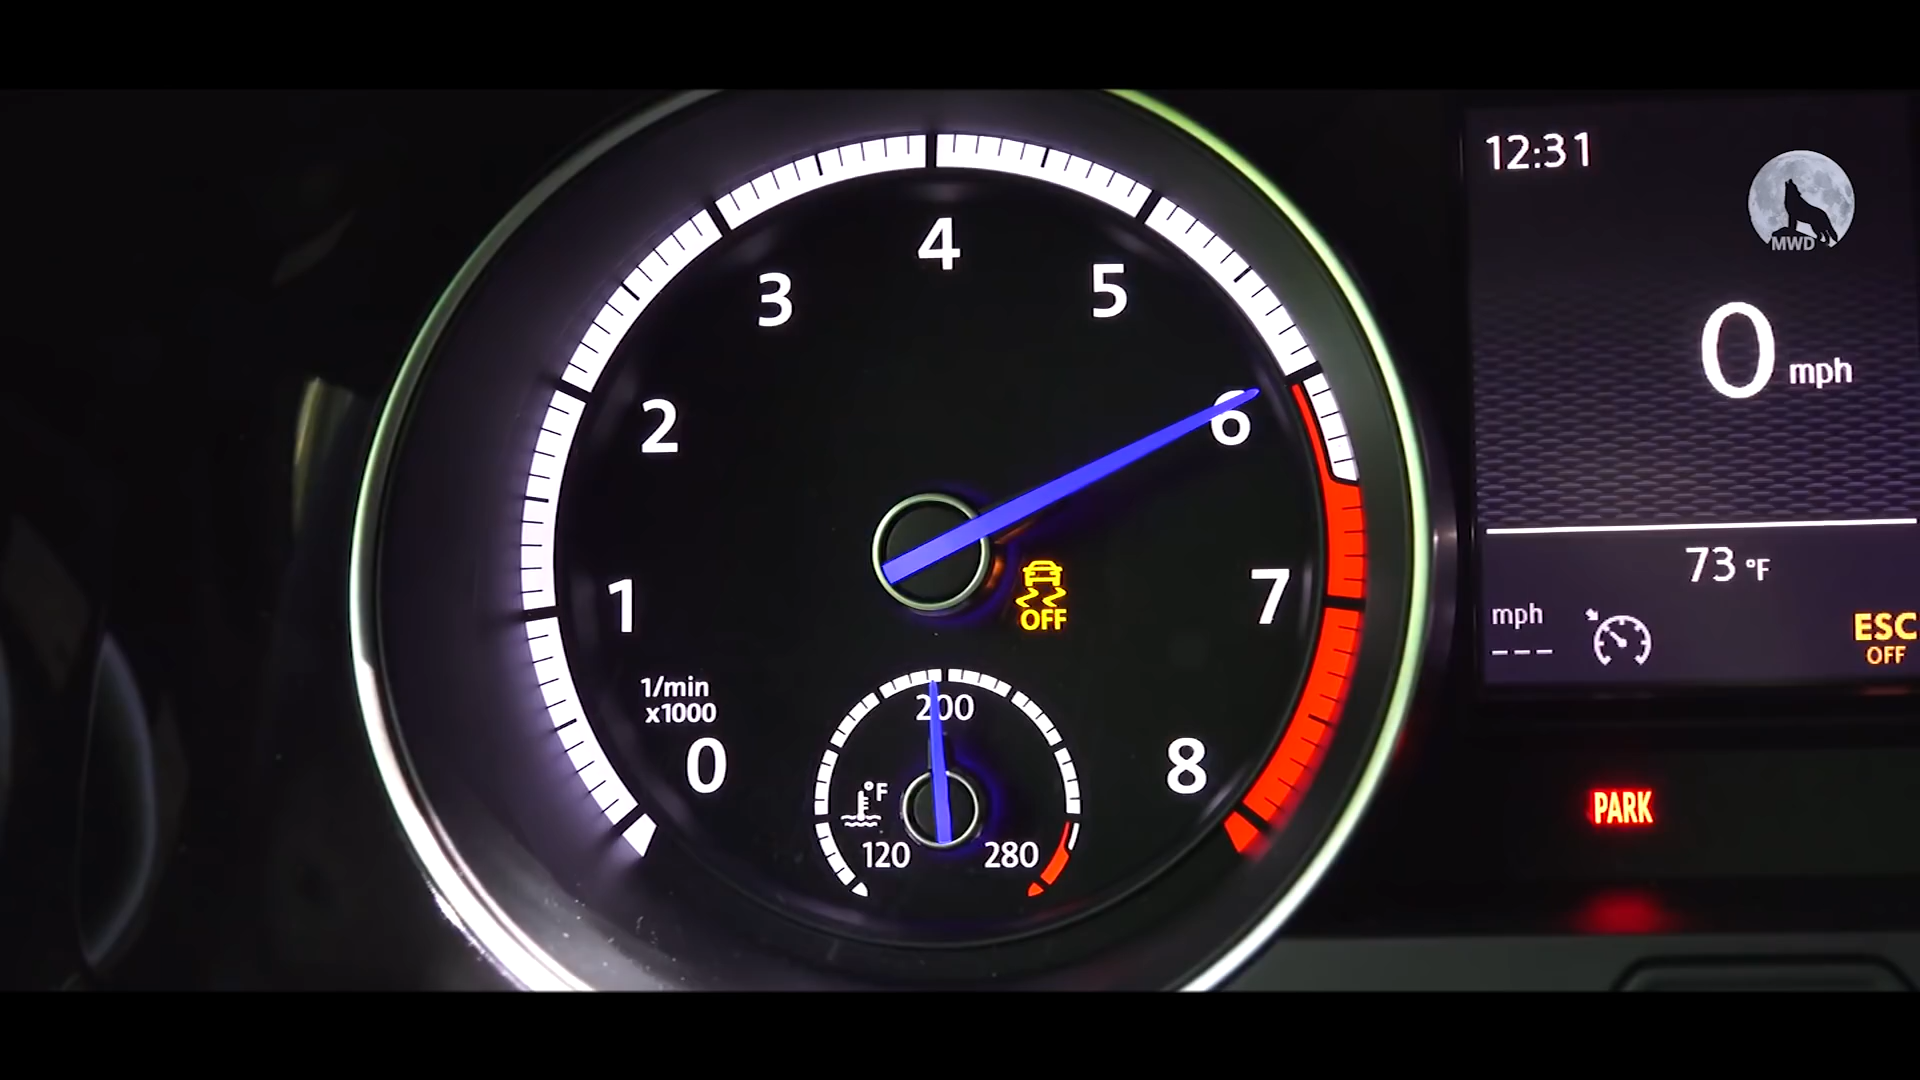 12:31
MWD
4
3
5
0 mph
2
6
73 °F
OFF
1
7
mph
---
ESC
OFF
1/min
x1000
200
0
8
°F
120
280
PARK